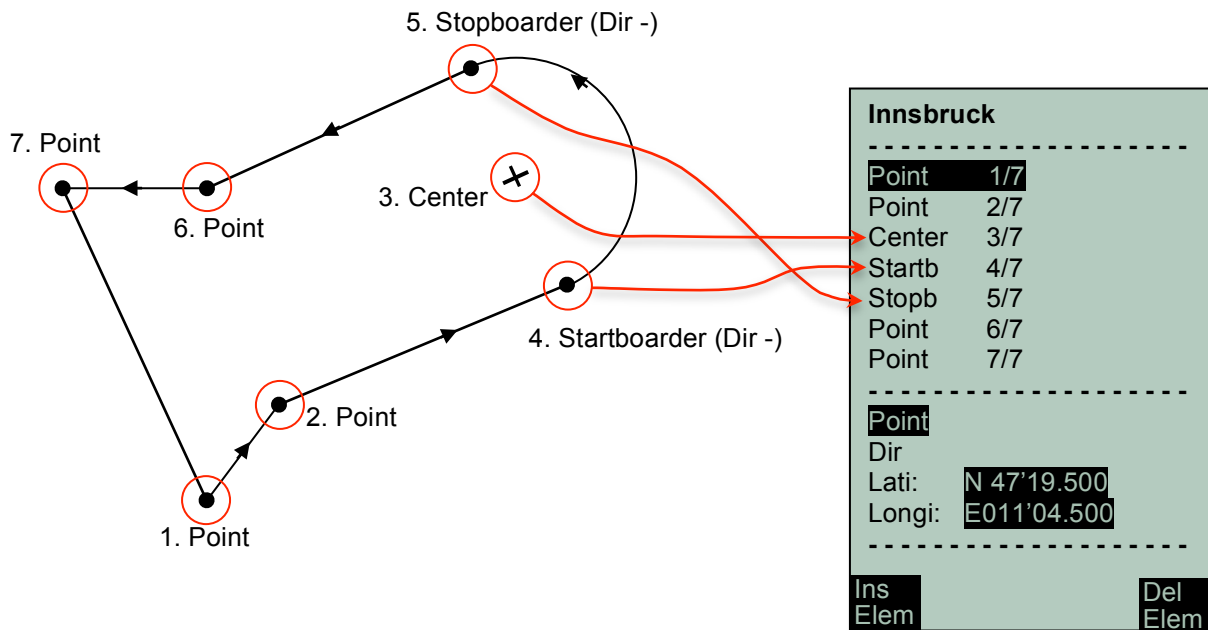 5. Stopboarder (Dir -)
7. Point
3. Center
6. Point
4. Startboarder (Dir -)
2. Point
1. Point
Innsbruck
- - - - - - - - - - - - - - - - - - - - -
Point 1/7
Point 2/7
Center 3/7
Startb 4/7
Stopb 5/7
Point 6/7
Point 7/7
- - - - - - - - - - - - - - - - - - - - -
Point
Dir
Lati: N 47'19.500
Longi: E011'04.500
- - - - - - - - - - - - - - - - - - - - -
Ins Del
Elem Elem